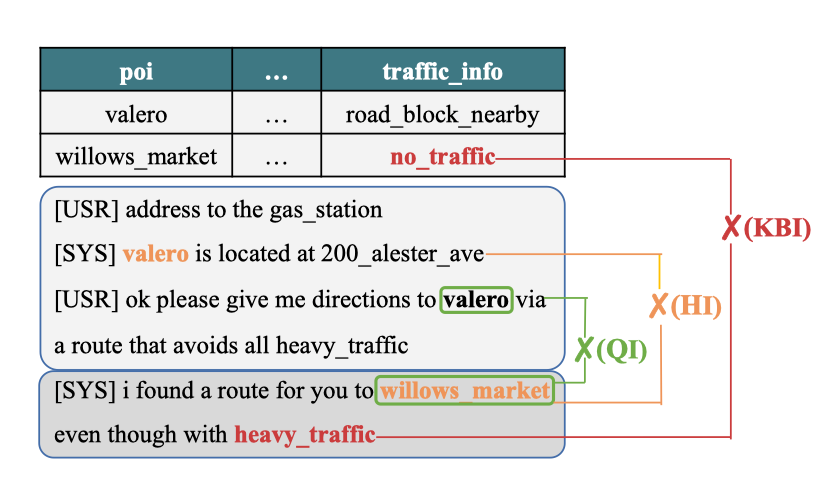 poi … traffic_info
valero … road_block_nearby
willows_market … no_traffic
✗(KBI)
[USR] address to the gas_station
[SYS] valero is located at 200_alester_ave
✗(HI)
[USR] ok please give me directions to valero via
a route that avoids all heavy_traffic
✗(QI)
[SYS] i found a route for you to willows_market
even though with heavy_traffic